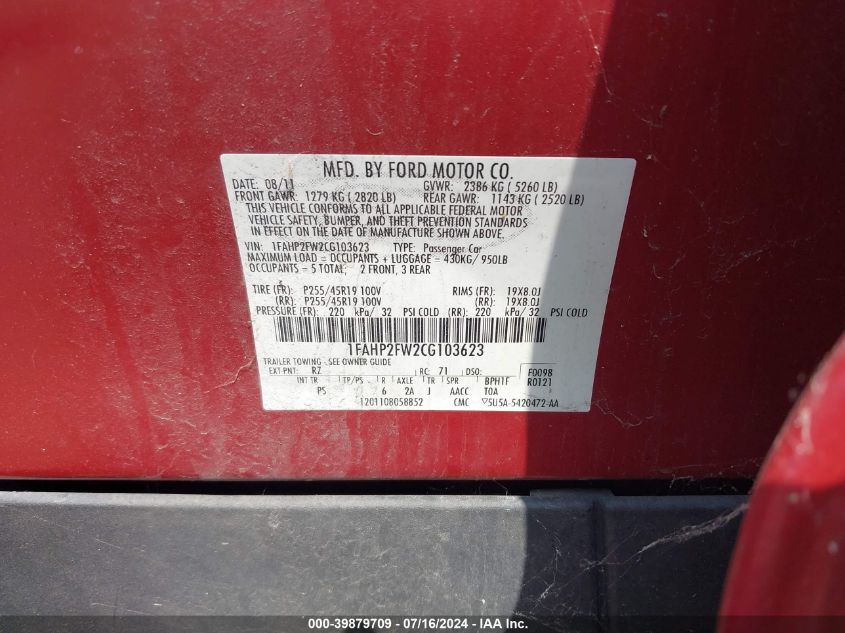 MFD. BY FORD MOTOR CO.
DATE: 08/11 GVWR: 2386 KG ( 5260 LB)
FRONT GAWR: 1279 KG ( 2820 LB) REAR GAWR: 1143 KG ( 2520 LB)
THIS VEHICLE CONFORMS TO ALL APPLICABLE FEDERAL MOTOR
VEHICLE SAFETY, BUMPER, AND THEFT PREVENTION STANDARDS
IN EFFECT ON THE DATE OF MANUFACTURE SHOWN ABOVE.
VIN: 1FAHP2FW2CG103623 TYPE: Passenger Car
MAXIMUM LOAD = OCCUPANTS + LUGGAGE = 430KG/ 950LB
OCCUPANTS = 5 TOTAL; 2 FRONT, 3 REAR
TIRE (FR): P255/45R19 100V RIMS (FR): 19X8.0J
(RR): P255/45R19 100V (RR): 19X8.0J
PRESSURE (FR): 220 kPa/ 32 PSI COLD (RR): 220 kPa/ 32 PSI COLD
1FAHP2FW2CG103623
TRAILER TOWING - SEE OWNER GUIDE
EXT PNT: RZ RC: 71 DSO: F0098
INT TR TP/PS R AXLE TR SPR BPHTF R0121
PS 6 2A J AACC TOA
1201108058852 CMC 5U5A-5420472-AA
000-39879709 - 07/16/2024 - IAA Inc.